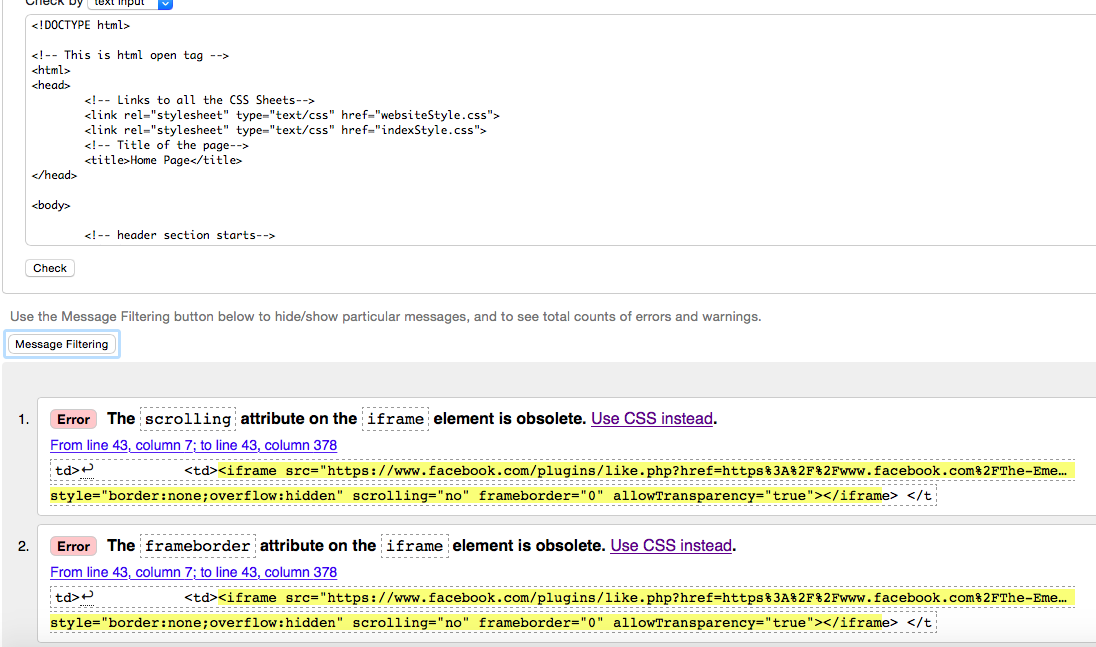 Check by text input
<!DOCTYPE html>
<!-- This is html open tag -->
<html>
<head>
<!-- Links to all the CSS Sheets-->
<link rel="stylesheet" type="text/css" href="websiteStyle.css">
<link rel="stylesheet" type="text/css" href="indexStyle.css">
<!-- Title of the page-->
<title>Home Page</title>
</head>
<body>
<!-- header section starts-->
Check
Use the Message Filtering button below to hide/show particular messages, and to see total counts of errors and warnings.
Message Filtering
1. Error The scrolling attribute on the iframe element is obsolete. Use CSS instead.
From line 43, column 7; to line 43, column 378
td>↩ <td><iframe src="https://www.facebook.com/plugins/like.php?href=https%3A%2F%2Fwww.facebook.com%2FThe-Eme…
style="border:none;overflow:hidden" scrolling="no" frameborder="0" allowTransparency="true"></iframe> </t
2. Error The frameborder attribute on the iframe element is obsolete. Use CSS instead.
From line 43, column 7; to line 43, column 378
td>↩ <td><iframe src="https://www.facebook.com/plugins/like.php?href=https%3A%2F%2Fwww.facebook.com%2FThe-Eme…
style="border:none;overflow:hidden" scrolling="no" frameborder="0" allowTransparency="true"></iframe> </t